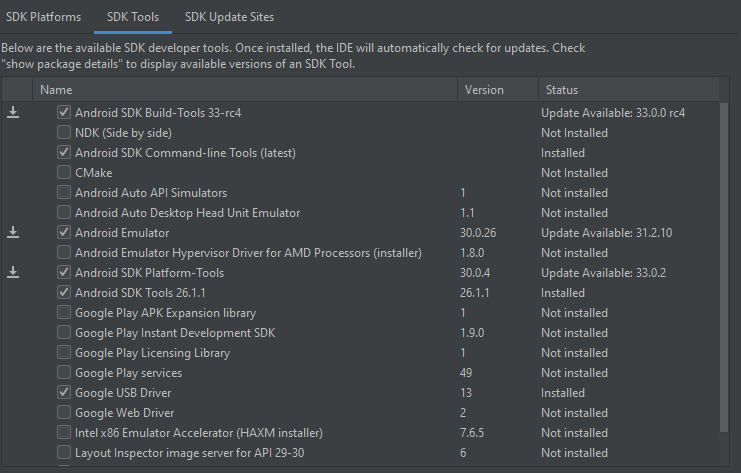 SDK Platforms SDK Tools SDK Update Sites
Below are the available SDK developer tools. Once installed, the IDE will automatically check for updates. Check
"show package details" to display available versions of an SDK Tool.
Name Version Status
Android SDK Build-Tools 33-rc4 Update Available: 33.0.0 rc4
NDK (Side by side) Not Installed
Android SDK Command-line Tools (latest) Installed
CMake Not Installed
Android Auto API Simulators 1 Not installed
Android Auto Desktop Head Unit Emulator 1.1 Not installed
Android Emulator 30.0.26 Update Available: 31.2.10
Android Emulator Hypervisor Driver for AMD Processors (installer) 1.8.0 Not installed
Android SDK Platform-Tools 30.0.4 Update Available: 33.0.2
Android SDK Tools 26.1.1 26.1.1 Installed
Google Play APK Expansion library 1 Not installed
Google Play Instant Development SDK 1.9.0 Not installed
Google Play Licensing Library 1 Not installed
Google Play services 49 Not installed
Google USB Driver 13 Installed
Google Web Driver 2 Not installed
Intel x86 Emulator Accelerator (HAXM installer) 7.6.5 Not installed
Layout Inspector image server for API 29-30 6 Not installed